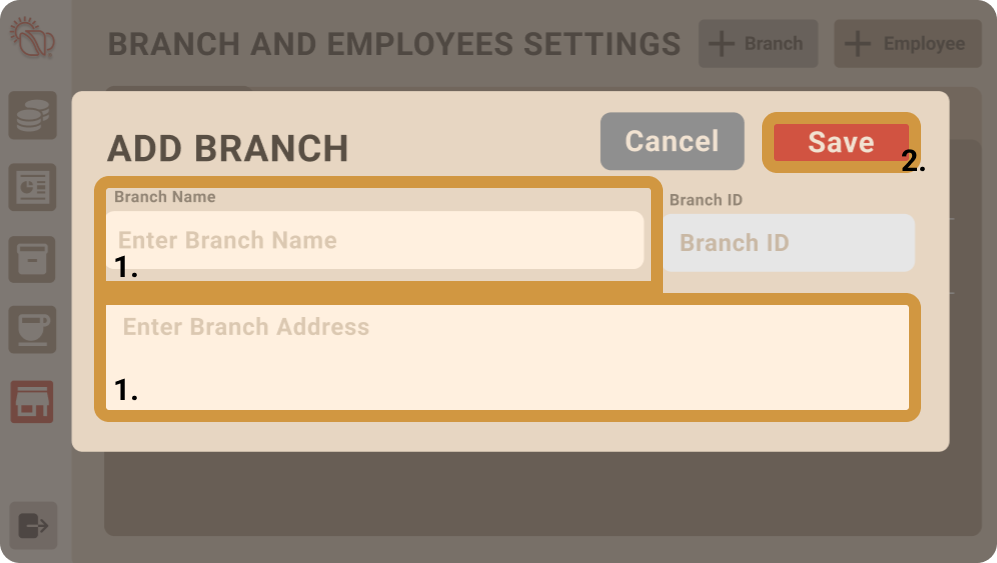 BRANCH AND EMPLOYEES SETTINGS
Branch
Employee
ADD BRANCH
Cancel
Save
2.
Branch Name
Branch ID
Enter Branch Name
Branch ID
1.
Enter Branch Address
1.